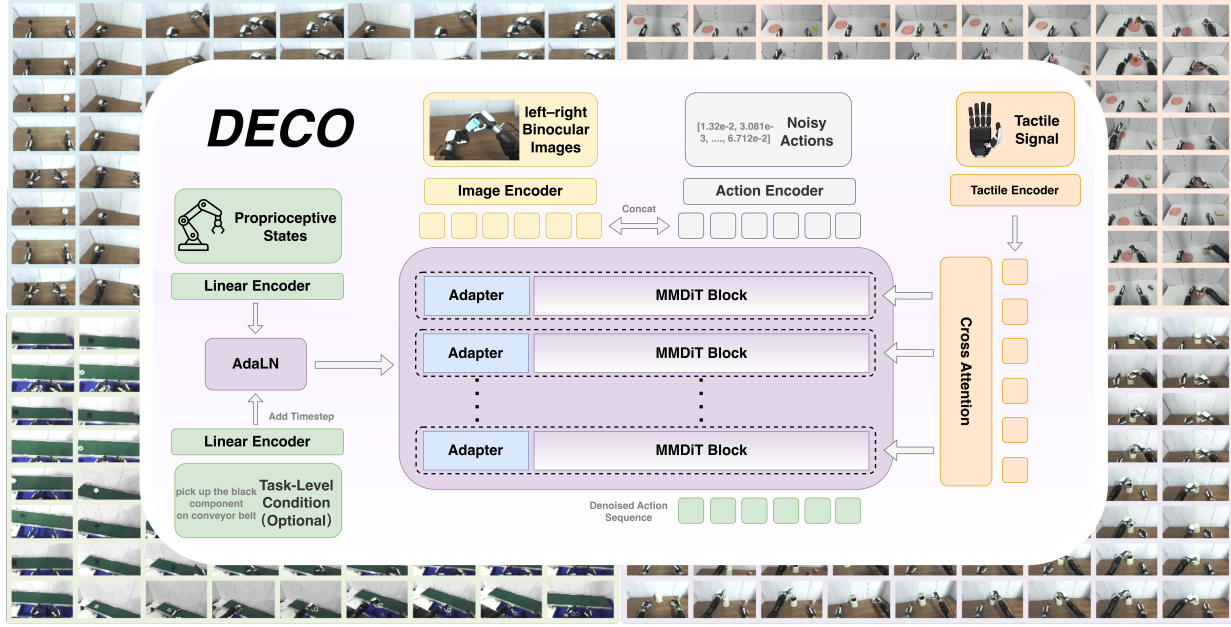 DECO
left–right
Binocular
Images
[1.32e-2, 3.081e-
3, ...., 6.712e-2]
Noisy
Actions
Tactile
Signal
Image Encoder
Action Encoder
Tactile Encoder
Concat
Proprioceptive
States
Linear Encoder
AdaLN
Add Timestep
Linear Encoder
pick up the black
component
on conveyor belt
Task-Level
Condition
(Optional)
Adapter
MMDiT Block
Adapter
MMDiT Block
Adapter
MMDiT Block
Cross Attention
Denoised Action
Sequence